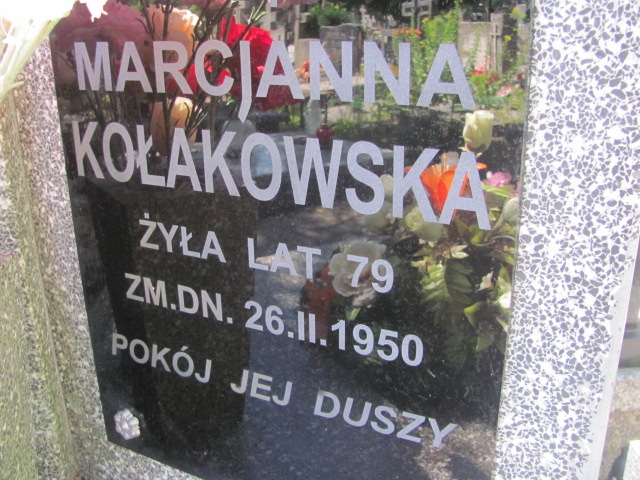 MARCJANNA
KOŁAKOWSKA
ŻYŁA LAT 79
ZM.DN. 26.II.1950
POKÓJ JEJ DUSZY